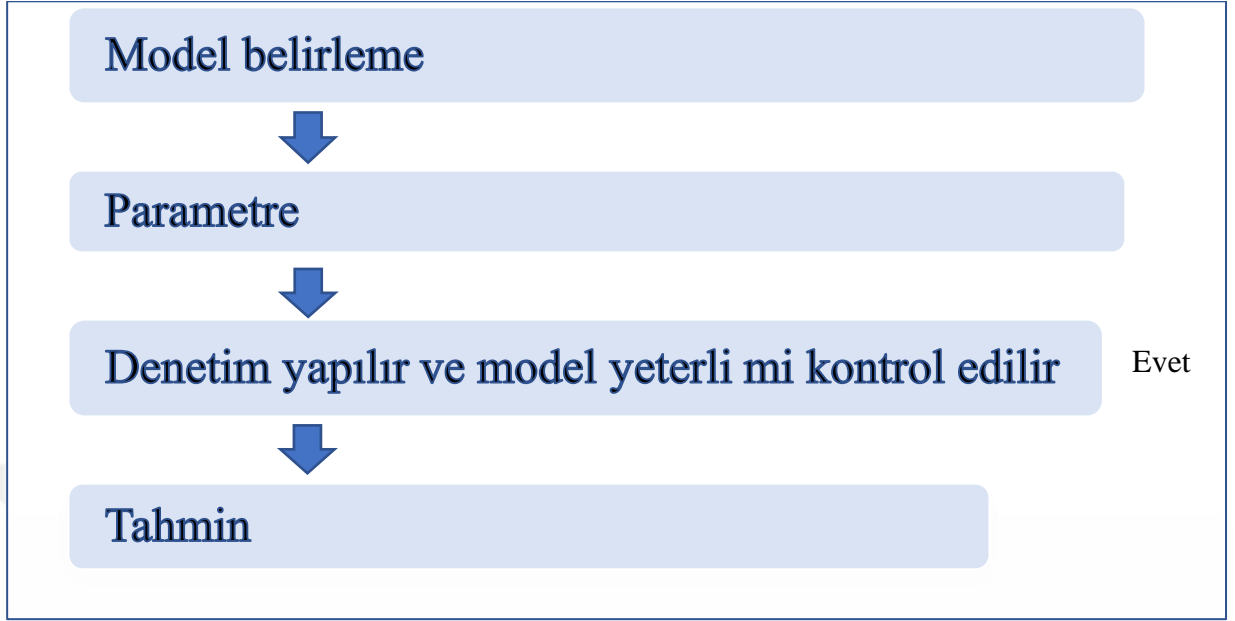 Model belirleme
Parametre
Denetim yapılır ve model yeterli mi kontrol edilir
Evet
Tahmin